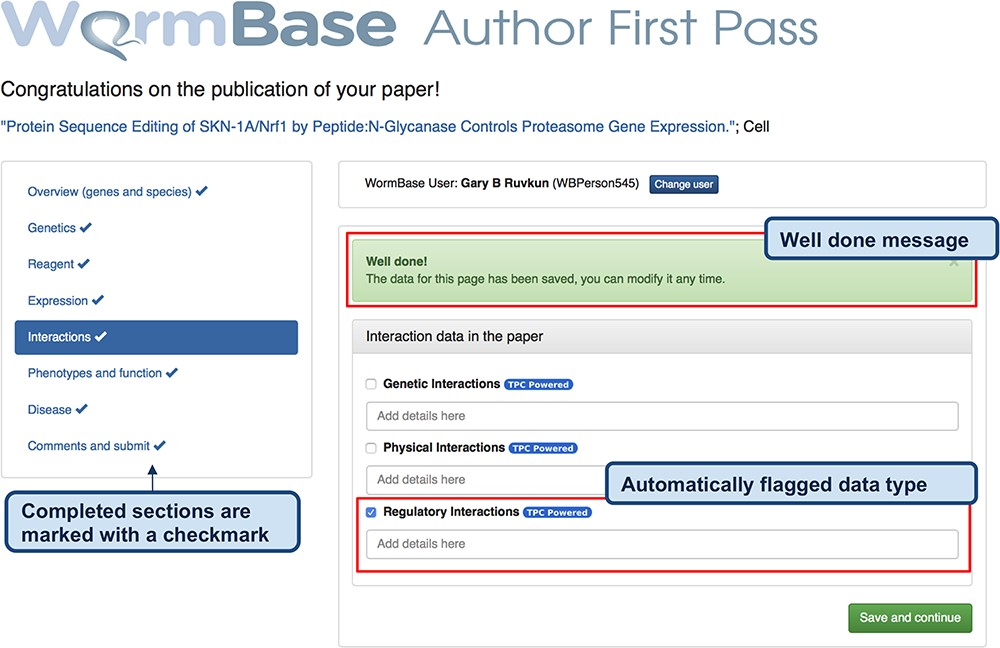 WormBase Author First Pass
Congratulations on the publication of your paper!
"Protein Sequence Editing of SKN-1A/Nrf1 by Peptide:N-Glycanase Controls Proteasome Gene Expression."; Cell
Overview (genes and species) ✔
Genetics ✔
Reagent ✔
Expression ✔
Interactions ✔
Phenotypes and function ✔
Disease ✔
Comments and submit ✔
Completed sections are
marked with a checkmark
WormBase User: Gary B Ruvkun (WBPerson545) Change user
Well done message
Well done!
The data for this page has been saved, you can modify it any time.
Interaction data in the paper
Genetic Interactions TPC Powered
Add details here
Physical Interactions TPC Powered
Add details here
Automatically flagged data type
Regulatory Interactions TPC Powered
Add details here
Save and continue